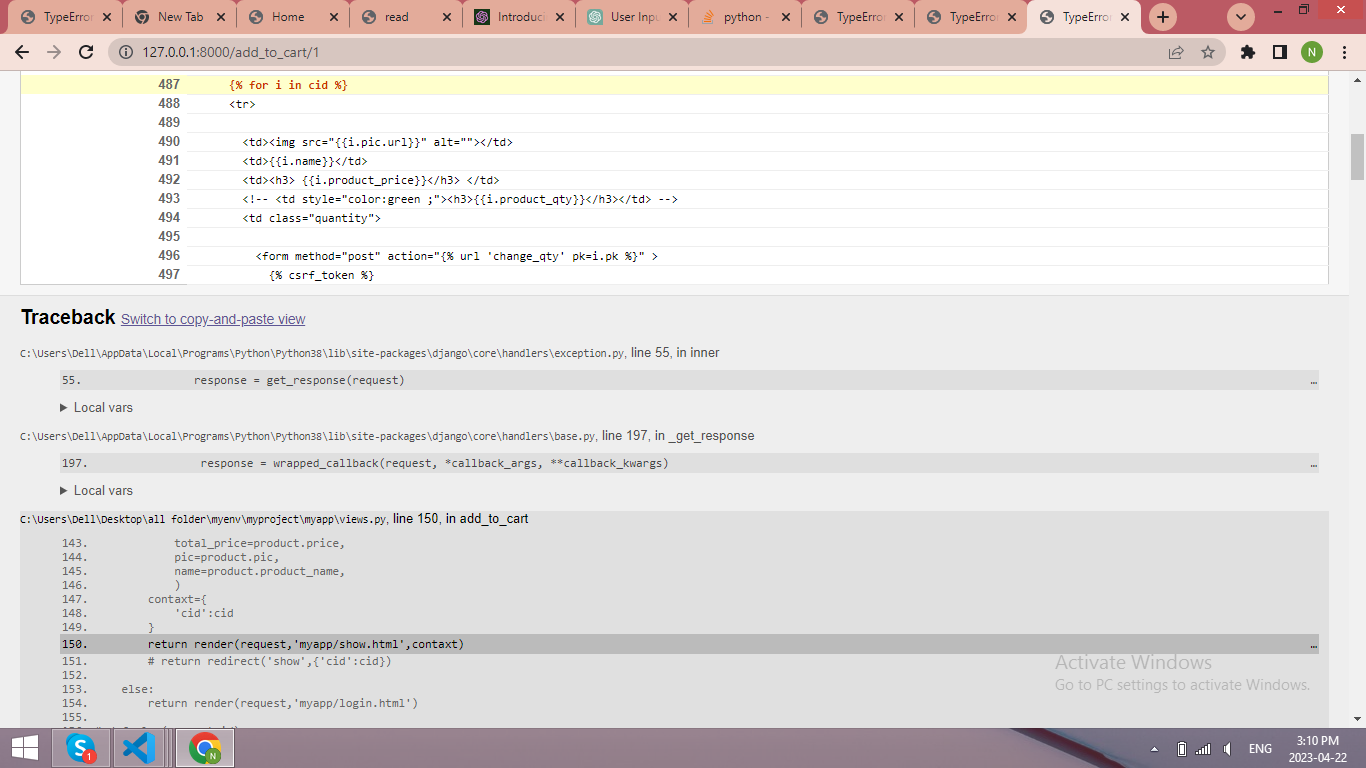 TypeError
New Tab
Home
read
Introduci
User Inpu
python -
TypeError
TypeError
TypeError
127.0.0.1:8000/add_to_cart/1
N
487 {% for i in cid %}
488 <tr>
489
490 <td><img src="{{i.pic.url}}" alt=""></td>
491 <td>{{i.name}}</td>
492 <td><h3> {{i.product_price}}</h3> </td>
493 <!-- <td style="color:green ;"><h3>{{i.product_qty}}</h3></td> -->
494 <td class="quantity">
495
496 <form method="post" action="{% url 'change_qty' pk=i.pk %}" >
497 {% csrf_token %}
Traceback Switch to copy-and-paste view
C:\Users\Dell\AppData\Local\Programs\Python\Python38\lib\site-packages\django\core\handlers\exception.py, line 55, in inner
55. response = get_response(request) …
▶ Local vars
C:\Users\Dell\AppData\Local\Programs\Python\Python38\lib\site-packages\django\core\handlers\base.py, line 197, in _get_response
197. response = wrapped_callback(request, *callback_args, **callback_kwargs) …
▶ Local vars
C:\Users\Dell\Desktop\all folder\myenv\myproject\myapp\views.py, line 150, in add_to_cart
143. total_price=product.price,
144. pic=product.pic,
145. name=product.product_name,
146. )
147. contaxt={
148. 'cid':cid
149. }
150. return render(request,'myapp/show.html',contaxt) …
151. # return redirect('show',{'cid':cid})
152.
153. else:
154. return render(request,'myapp/login.html')
155.
Activate Windows
Go to PC settings to activate Windows.
S
1
N
ENG
3:10 PM
2023-04-22